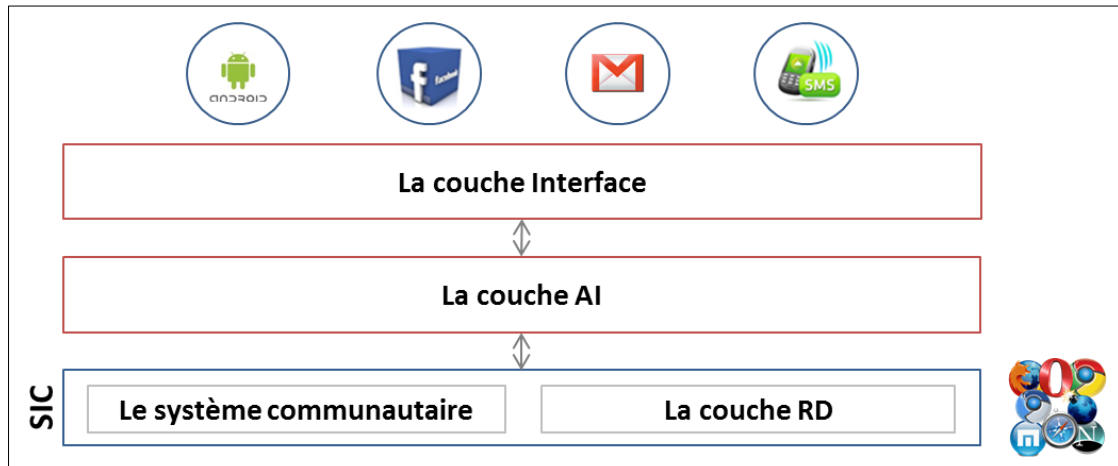 ANDROID
facebook
SMS
La couche Interface
La couche AI
SIC
Le système communautaire
La couche RD